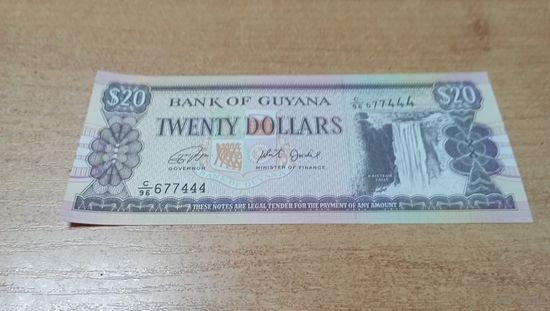 $20
BANK OF GUYANA
C/96 677444
$20
TWENTY DOLLARS
GOVERNOR
MINISTER OF FINANCE
KAIETEUR
FALLS
C/96 677444
THESE NOTES ARE LEGAL TENDER FOR THE PAYMENT OF ANY AMOUNT